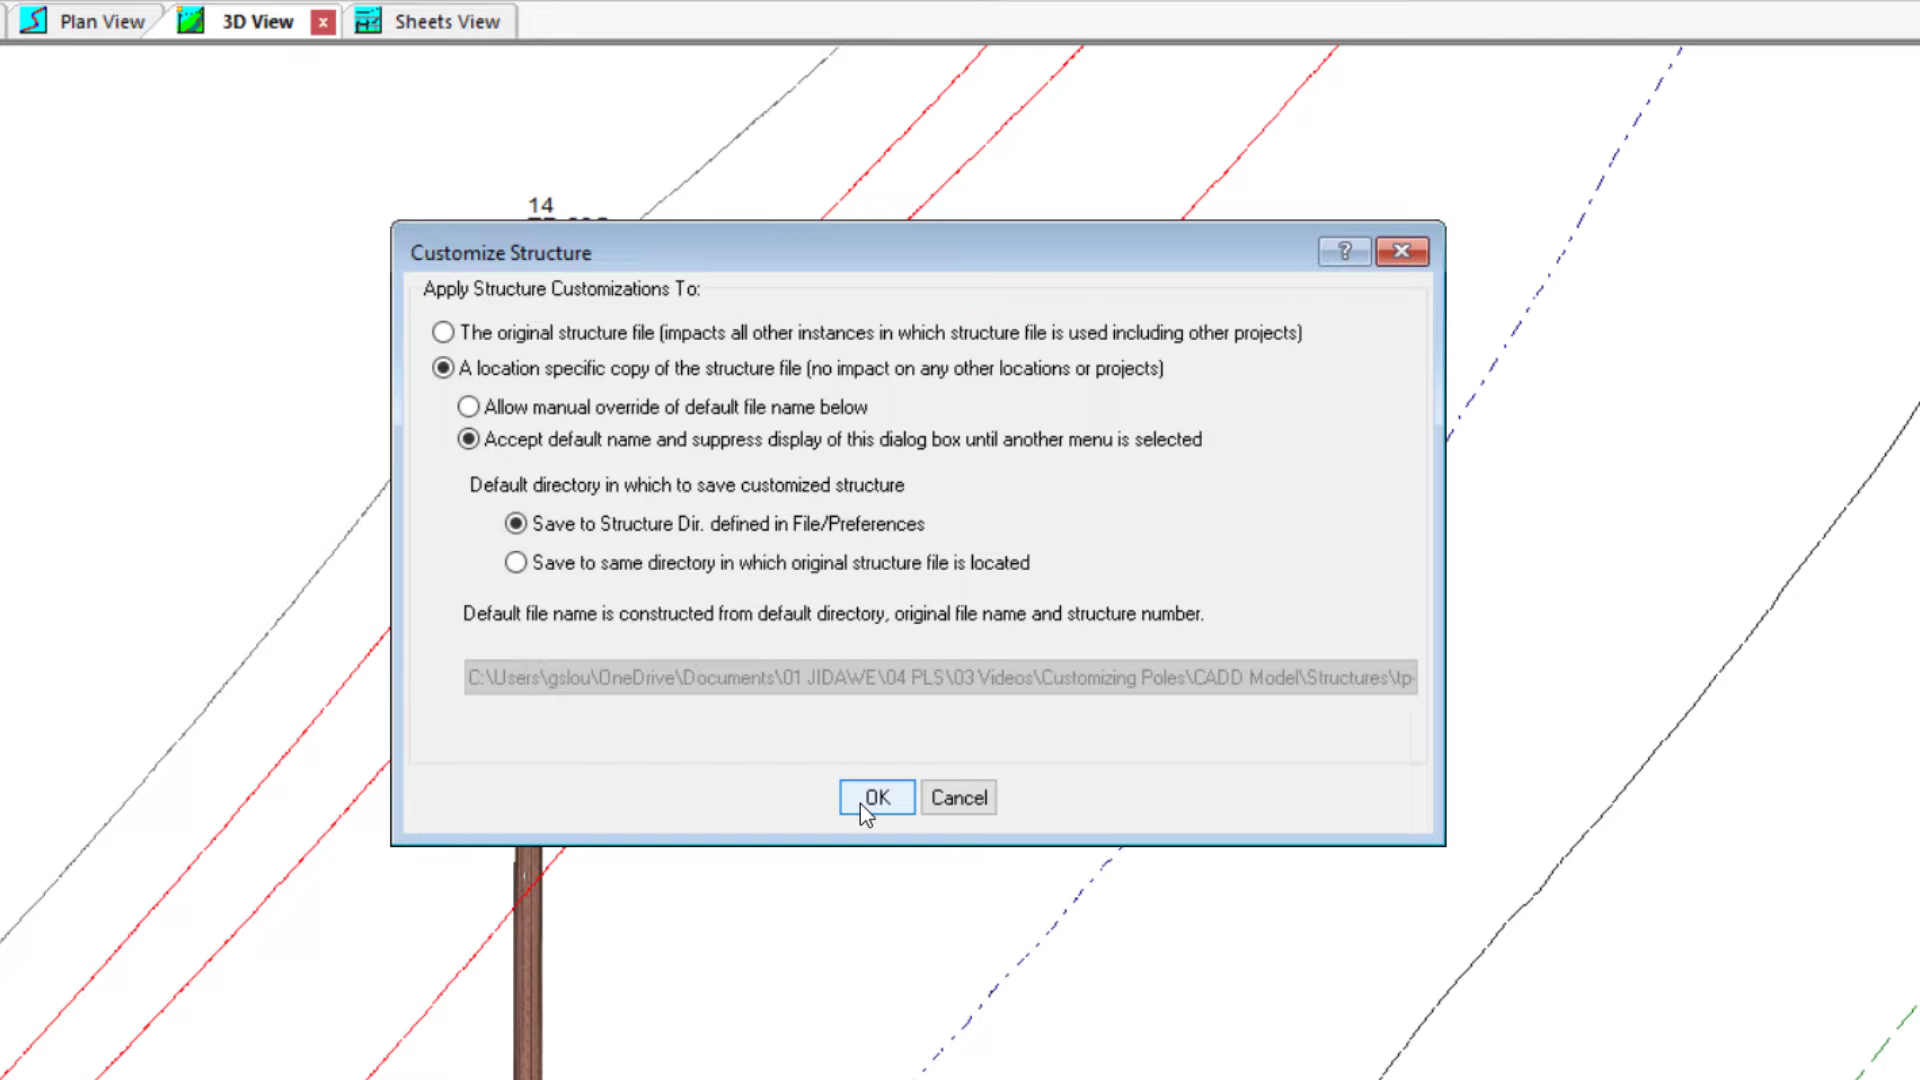 Plan View
3D View
Sheets View
14
Customize Structure
Apply Structure Customizations To:
The original structure file (impacts all other instances in which structure file is used including other projects)
A location specific copy of the structure file (no impact on any other locations or projects)
Allow manual override of default file name below
Accept default name and suppress display of this dialog box until another menu is selected
Default directory in which to save customized structure
Save to Structure Dir. defined in File/Preferences
Save to same directory in which original structure file is located
Default file name is constructed from default directory, original file name and structure number.
C:\Users\gslou\OneDrive\Documents\01 JIDAWE\04 PLS\03 Videos\Customizing Poles\CADD Model\Structures\tp-
OK Cancel